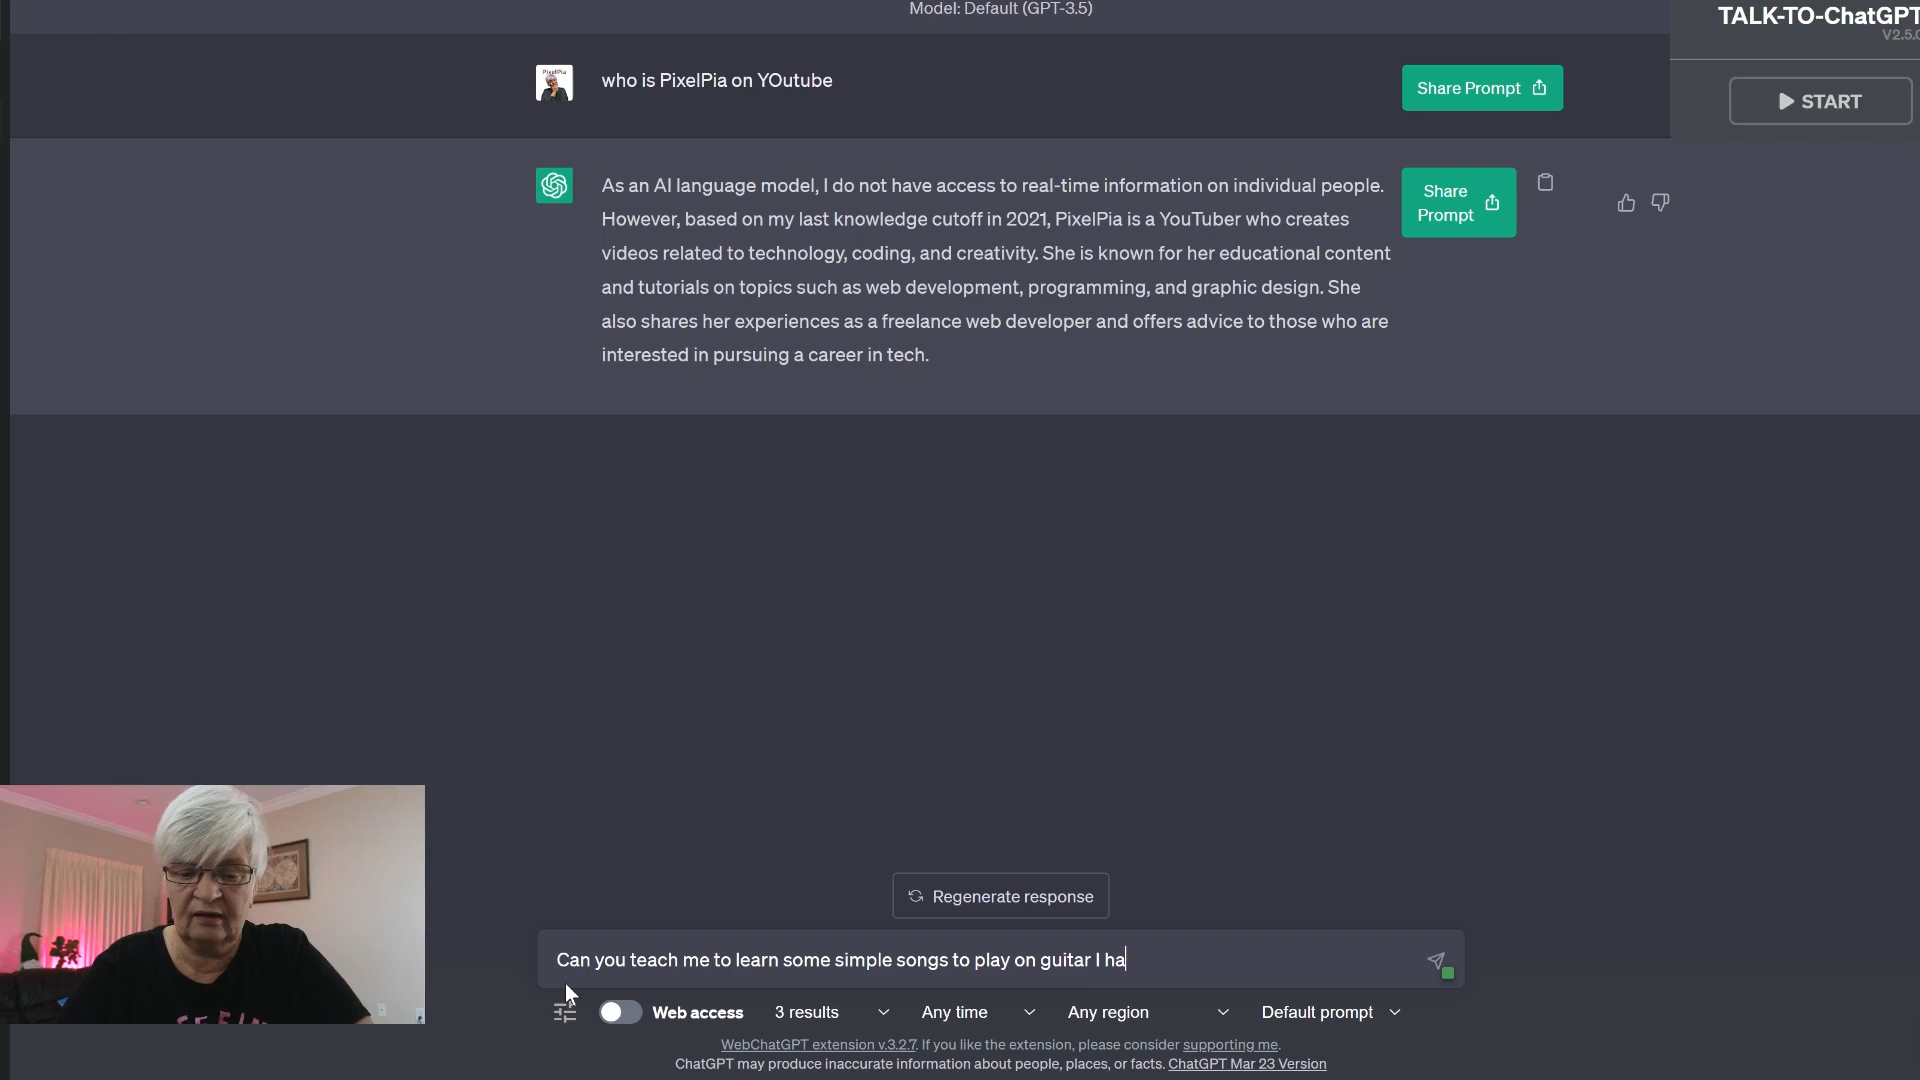 Model: Default (GPT-3.5)
TALK-TO-ChatGPT
V2.5.0
PixelPia
who is PixelPia on YOutube
Share Prompt
START
As an AI language model, I do not have access to real-time information on individual people.
However, based on my last knowledge cutoff in 2021, PixelPia is a YouTuber who creates
videos related to technology, coding, and creativity. She is known for her educational content
and tutorials on topics such as web development, programming, and graphic design. She
also shares her experiences as a freelance web developer and offers advice to those who are
interested in pursuing a career in tech.
Share
Prompt
Regenerate response
Can you teach me to learn some simple songs to play on guitar I ha
Web access 3 results Any time Any region Default prompt
WebChatGPT extension v.3.2.7. If you like the extension, please consider supporting me.
ChatGPT may produce inaccurate information about people, places, or facts. ChatGPT Mar 23 Version